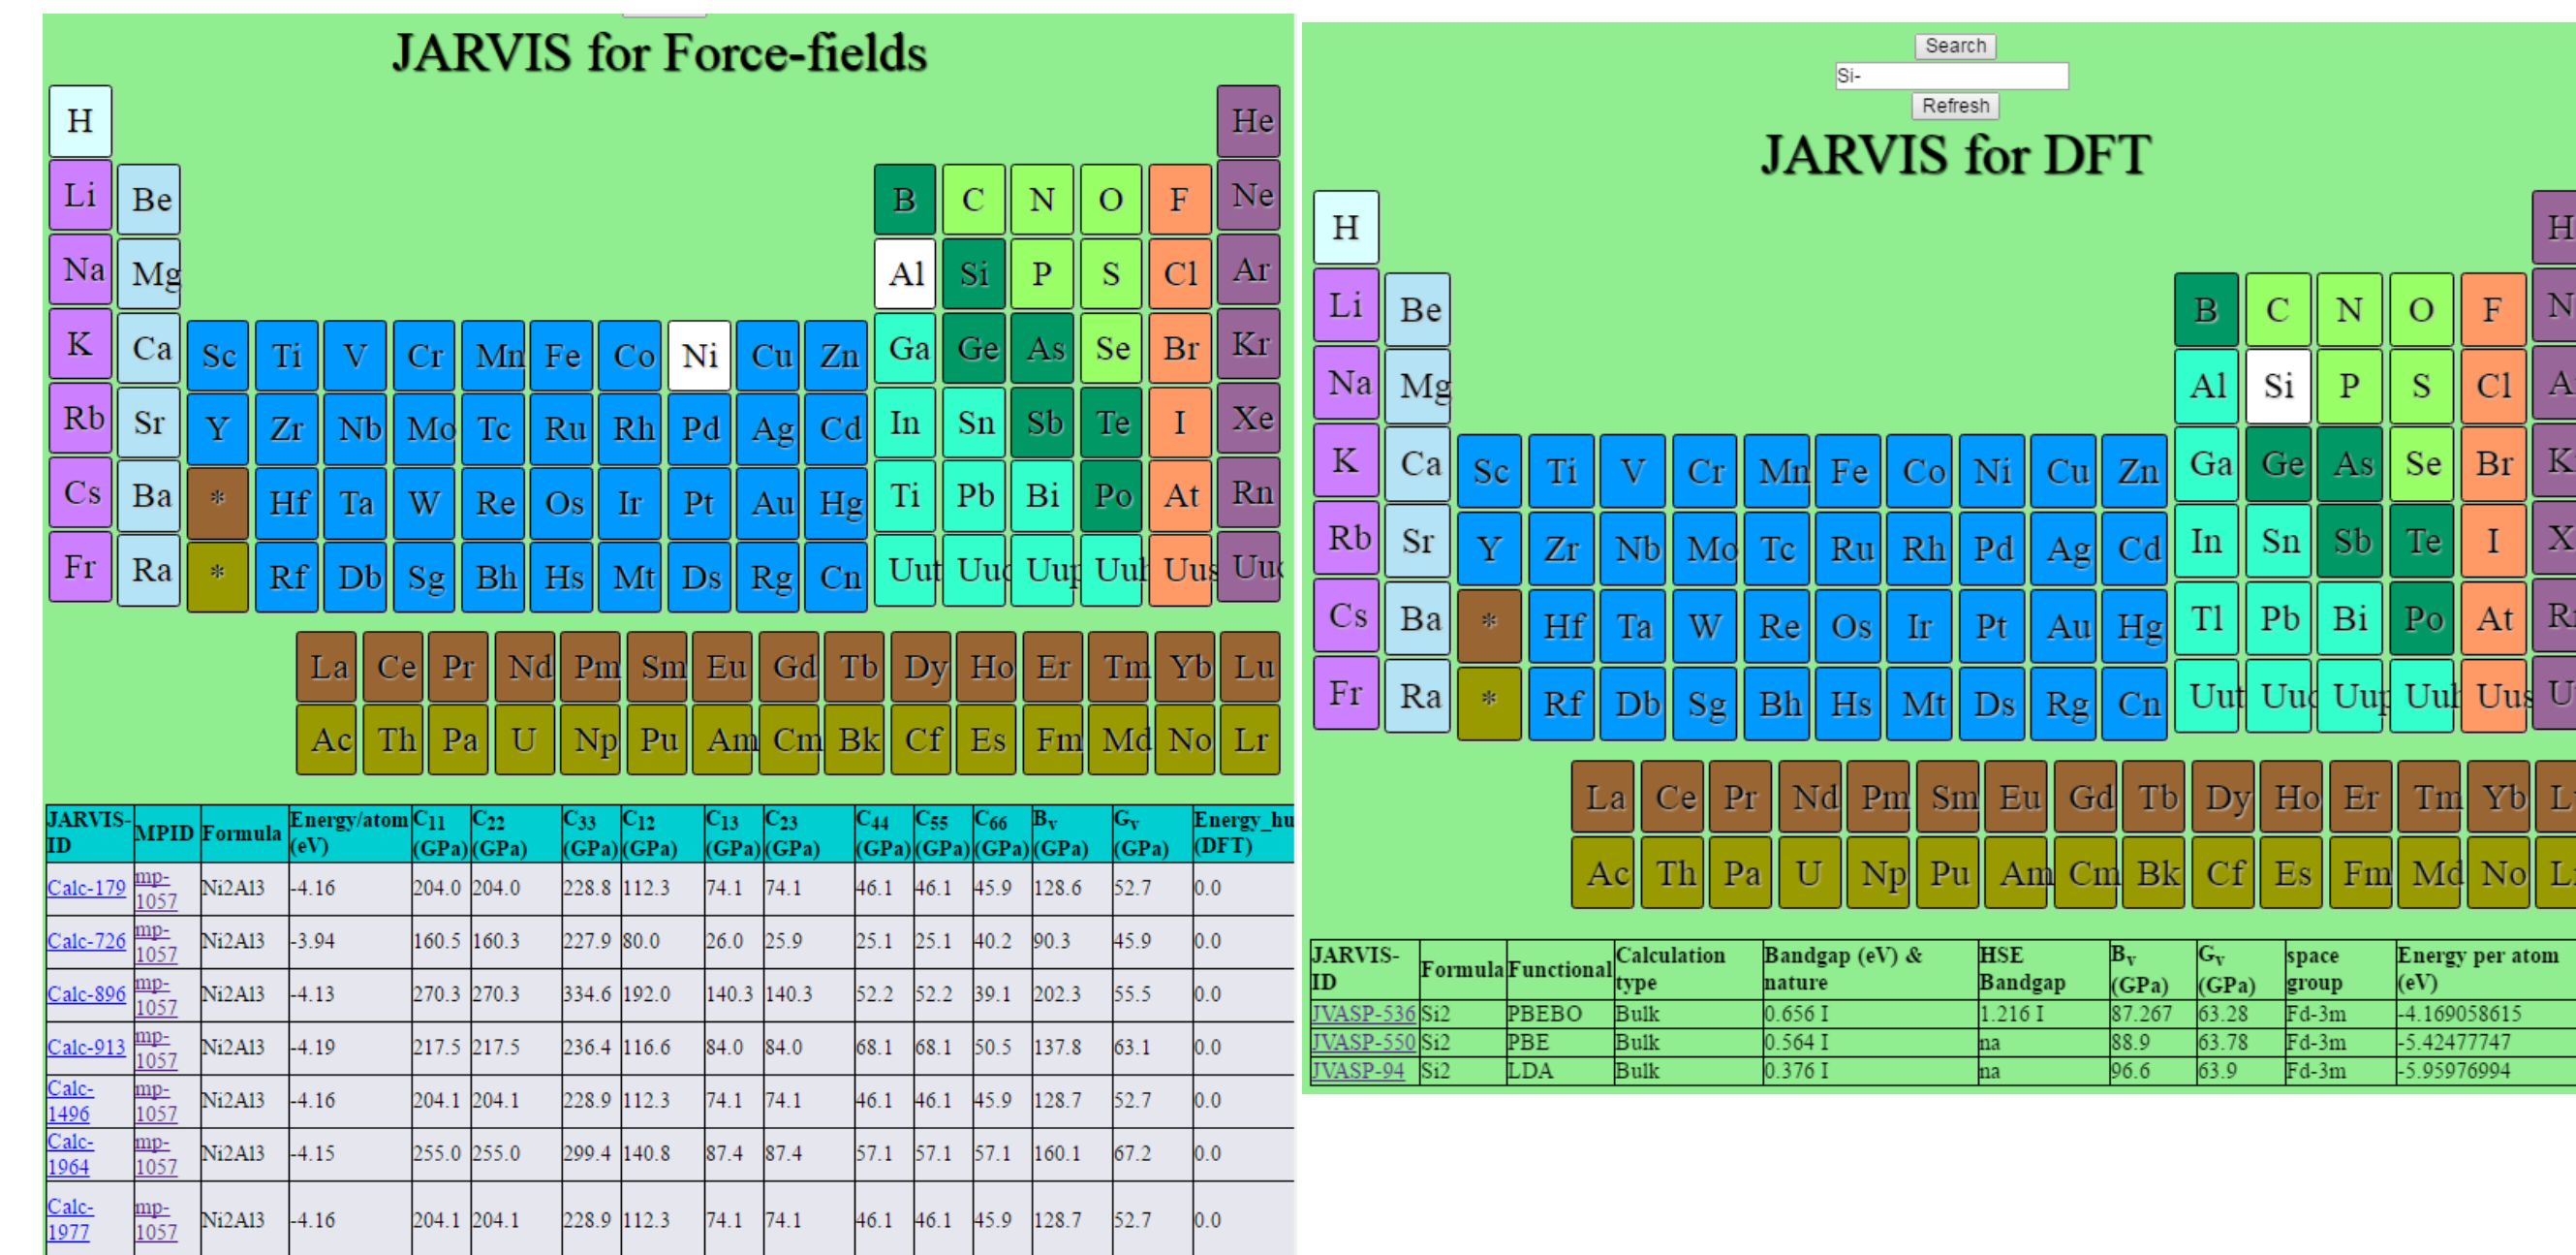 JARVIS for Force-fields
H He
Li Be B C N O F Ne
Na Mg Al Si P S Cl Ar
K Ca Sc Ti V Cr Mn Fe Co Ni Cu Zn Ga Ge As Se Br Kr
Rb Sr Y Zr Nb Mo Tc Ru Rh Pd Ag Cd In Sn Sb Te I Xe
Cs Ba * Hf Ta W Re Os Ir Pt Au Hg Ti Pb Bi Po At Rn
Fr Ra * Rf Db Sg Bh Hs Mt Ds Rg Cn Uut Uus
La Ce Pr Nd Pm Sm Eu Gd Tb Dy Ho Er Tm Yb Lu
Ac Th Pa U Np Pu Am Cm Bk Cf Es Fm Md No Lr
JARVIS- MPID Formula Energy/atom C11 C22 C33 C12 C13 C23 C44 C55 C66 Bv Gv Energy_hu
ID (eV) (GPa) (GPa) (GPa) (GPa) (GPa) (GPa) (GPa) (GPa) (GPa) (GPa) (GPa) (DFT)
Calc-179 mp-1057 Ni2Al3 -4.16 204.0 204.0 228.8 112.3 74.1 74.1 46.1 46.1 45.9 128.6 52.7 0.0
Calc-726 mp-1057 Ni2Al3 -3.94 160.5 160.3 227.9 80.0 26.0 25.9 25.1 25.1 40.2 90.3 45.9 0.0
Calc-896 mp-1057 Ni2Al3 -4.13 270.3 270.3 334.6 192.0 140.3 140.3 52.2 52.2 39.1 202.3 55.5 0.0
Calc-913 mp-1057 Ni2Al3 -4.19 217.5 217.5 236.4 116.6 84.0 84.0 68.1 68.1 50.5 137.8 63.1 0.0
Calc-1496 mp-1057 Ni2Al3 -4.16 204.1 204.1 228.9 112.3 74.1 74.1 46.1 46.1 45.9 128.7 52.7 0.0
Calc-1964 mp-1057 Ni2Al3 -4.15 255.0 255.0 299.4 140.8 87.4 87.4 57.1 57.1 57.1 160.1 67.2 0.0
Calc-1977 mp-1057 Ni2Al3 -4.16 204.1 204.1 228.9 112.3 74.1 74.1 46.1 46.1 45.9 128.7 52.7 0.0
Search
Si-
Refresh
JARVIS for DFT
H H
Li Be B C N O F N
Na Mg Al Si P S Cl A
K Ca Sc Ti V Cr Mn Fe Co Ni Cu Zn Ga Ge As Se Br K
Rb Sr Y Zr Nb Mo Tc Ru Rh Pd Ag Cd In Sn Sb Te I X
Cs Ba * Hf Ta W Re Os Ir Pt Au Hg Tl Pb Bi Po At R
Fr Ra * Rf Db Sg Bh Hs Mt Ds Rg Cn Uut Uus U
La Ce Pr Nd Pm Sm Eu Gd Tb Dy Ho Er Tm Yb L
Ac Th Pa U Np Pu Am Cm Bk Cf Es Fm Md No L
JARVIS- Formula Functional Calculation Bandgap (eV) & HSE Bv Gv space Energy per atom
ID type nature Bandgap (GPa) (GPa) group (eV)
JVASP-536 Si2 PBEBO Bulk 0.656 I 1.216 I 87.267 63.28 Fd-3m -4.169058615
JVASP-550 Si2 PBE Bulk 0.564 I na 88.9 63.78 Fd-3m -5.42477747
JVASP-94 Si2 LDA Bulk 0.376 I na 96.6 63.9 Fd-3m -5.95976994